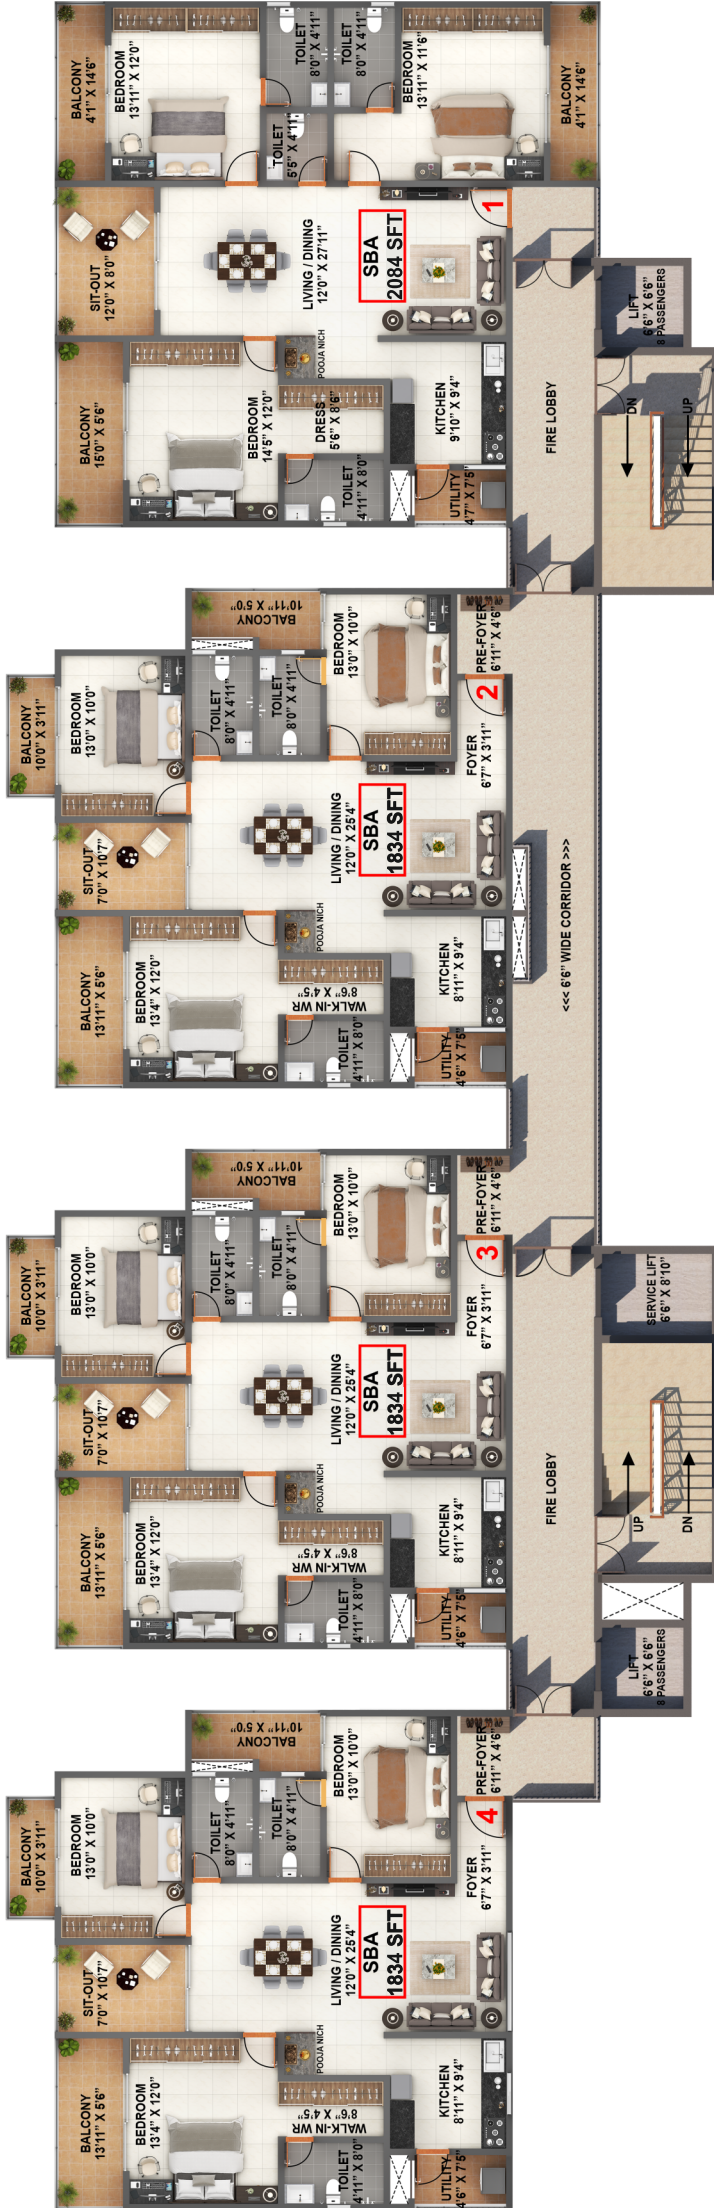 BALCONY
4'1" X 14'6"
BEDROOM
13'11" X 12'0"
TOILET
8'0" X 4'11"
TOILET
8'0" X 4'11"
BEDROOM
13'11" X 11'6"
BALCONY
4'1" X 14'6"
TOILET
5'5" X 4'11"
SIT-OUT
12'0" X 8'0"
LIVING / DINING
12'0" X 27'11"
SBA
2084 SFT
1
POOJA NICH
BALCONY
15'0" X 5'6"
BEDROOM
14'5" X 12'0"
DRESS
5'6" X 8'6"
TOILET
4'11" X 8'0"
KITCHEN
9'10" X 9'4"
UTILITY
4'7" X 7'5"
FIRE LOBBY
LIFT
6'6" X 6'6"
8 PASSENGERS
DN
UP
BALCONY
10'0" X 3'11"
BEDROOM
13'0" X 10'0"
TOILET
8'0" X 4'11"
TOILET
8'0" X 4'11"
BALCONY
10'11" X 5'0"
BEDROOM
13'0" X 10'0"
PRE-FOYER
6'11" X 4'6"
2
FOYER
6'7" X 3'11"
SIT-OUT
7'0" X 10'7"
LIVING / DINING
12'0" X 25'4"
SBA
1834 SFT
POOJA NICH
BALCONY
13'11" X 5'6"
BEDROOM
13'4" X 12'0"
WALK-IN WR
8'6" X 4'5"
TOILET
4'11" X 8'0"
KITCHEN
8'11" X 9'4"
UTILITY
4'6" X 7'5"
<<< 6'6" WIDE CORRIDOR >>>
BALCONY
10'0" X 3'11"
BEDROOM
13'0" X 10'0"
TOILET
8'0" X 4'11"
TOILET
8'0" X 4'11"
BALCONY
10'11" X 5'0"
BEDROOM
13'0" X 10'0"
PRE-FOYER
6'11" X 4'6"
3
FOYER
6'7" X 3'11"
SIT-OUT
7'0" X 10'7"
LIVING / DINING
12'0" X 25'4"
SBA
1834 SFT
POOJA NICH
BALCONY
13'11" X 5'6"
BEDROOM
13'4" X 12'0"
WALK-IN WR
8'6" X 4'5"
TOILET
4'11" X 8'0"
KITCHEN
8'11" X 9'4"
UTILITY
4'6" X 7'5"
FIRE LOBBY
SERVICE LIFT
6'6" X 8'10"
UP
DN
LIFT
6'6" X 6'6"
8 PASSENGERS
BALCONY
10'0" X 3'11"
BEDROOM
13'0" X 10'0"
TOILET
8'0" X 4'11"
TOILET
8'0" X 4'11"
BALCONY
10'11" X 5'0"
BEDROOM
13'0" X 10'0"
PRE-FOYER
6'11" X 4'6"
4
FOYER
6'7" X 3'11"
SIT-OUT
7'0" X 10'7"
LIVING / DINING
12'0" X 25'4"
SBA
1834 SFT
POOJA NICH
BALCONY
13'11" X 5'6"
BEDROOM
13'4" X 12'0"
WALK-IN WR
8'6" X 4'5"
TOILET
4'11" X 8'0"
KITCHEN
8'11" X 9'4"
UTILITY
4'6" X 7'5"